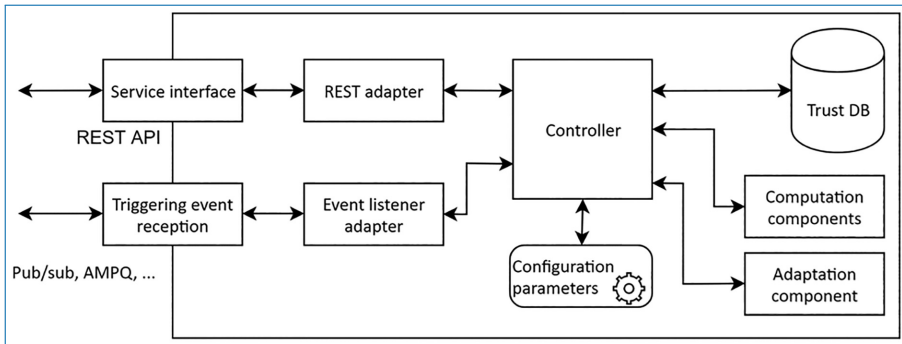 Service interface
REST adapter
Controller
Trust DB
REST API
Triggering event
reception
Event listener
adapter
Computation
components
Pub/sub, AMPQ, ...
Configuration
parameters
Adaptation
component